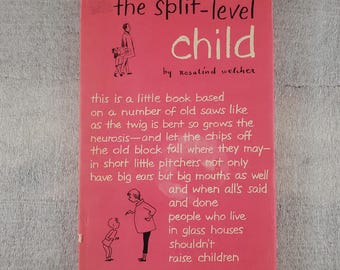 the split-level
child
by rosalind welcher
this is a little book based
on a number of old saws like
as the twig is bent so grows the
neurosis—and let the chips off
the old block fall where they may—
in short little pitchers not only
have big ears but big mouths as well
and when all's said
and done
people who live
in glass houses
shouldn't
raise children